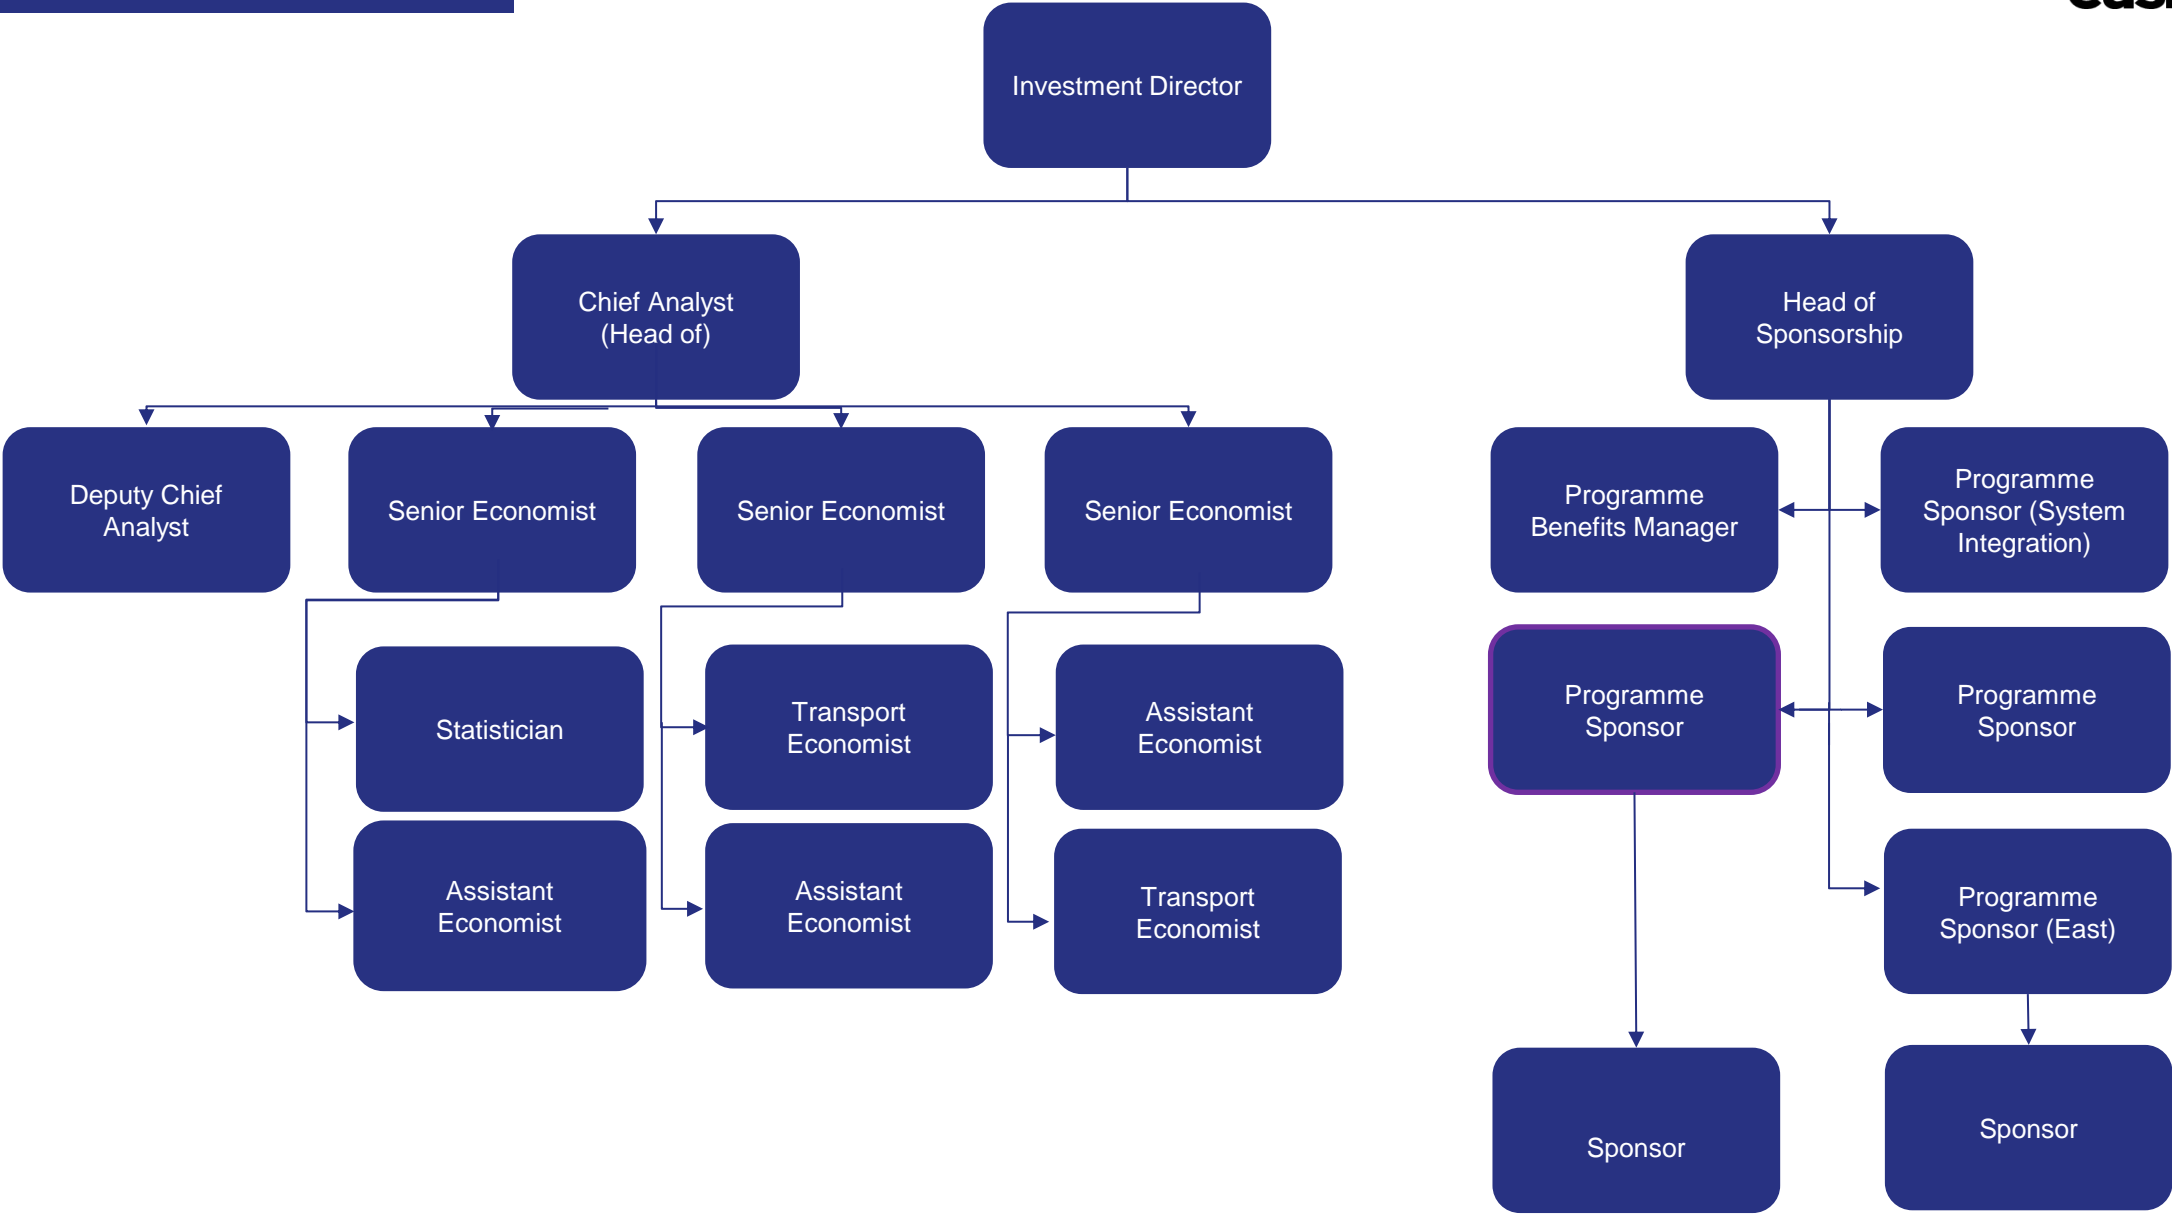 Investment Director
Chief Analyst
(Head of)
Head of
Sponsorship
Deputy Chief
Analyst
Senior Economist
Senior Economist
Senior Economist
Programme
Benefits Manager
Programme
Sponsor (System
Integration)
Statistician
Transport
Economist
Assistant
Economist
Programme
Sponsor
Programme
Sponsor
Assistant
Economist
Assistant
Economist
Transport
Economist
Programme
Sponsor (East)
Sponsor
Sponsor